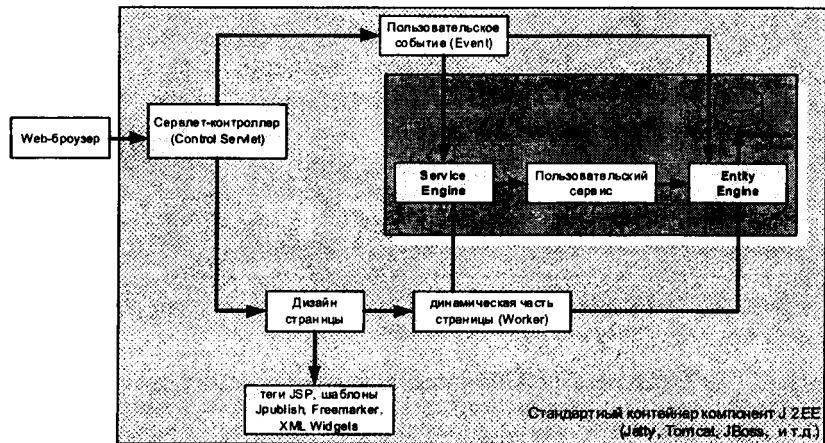 Пользовательское
событие (Event)
Сервлет-контроллер
(Control Servlet)
Web-броузер
Service
Engine
Пользовательский
сервис
Entity
Engine
Дизайн
страницы
динамическая часть
страницы (Worker)
теги JSP, шаблоны
Jpublish, Freemarker,
XML Widgets
Стандартный контейнер компонент J2EE
(Jetty, Tomcat, JBoss, и т.д.)